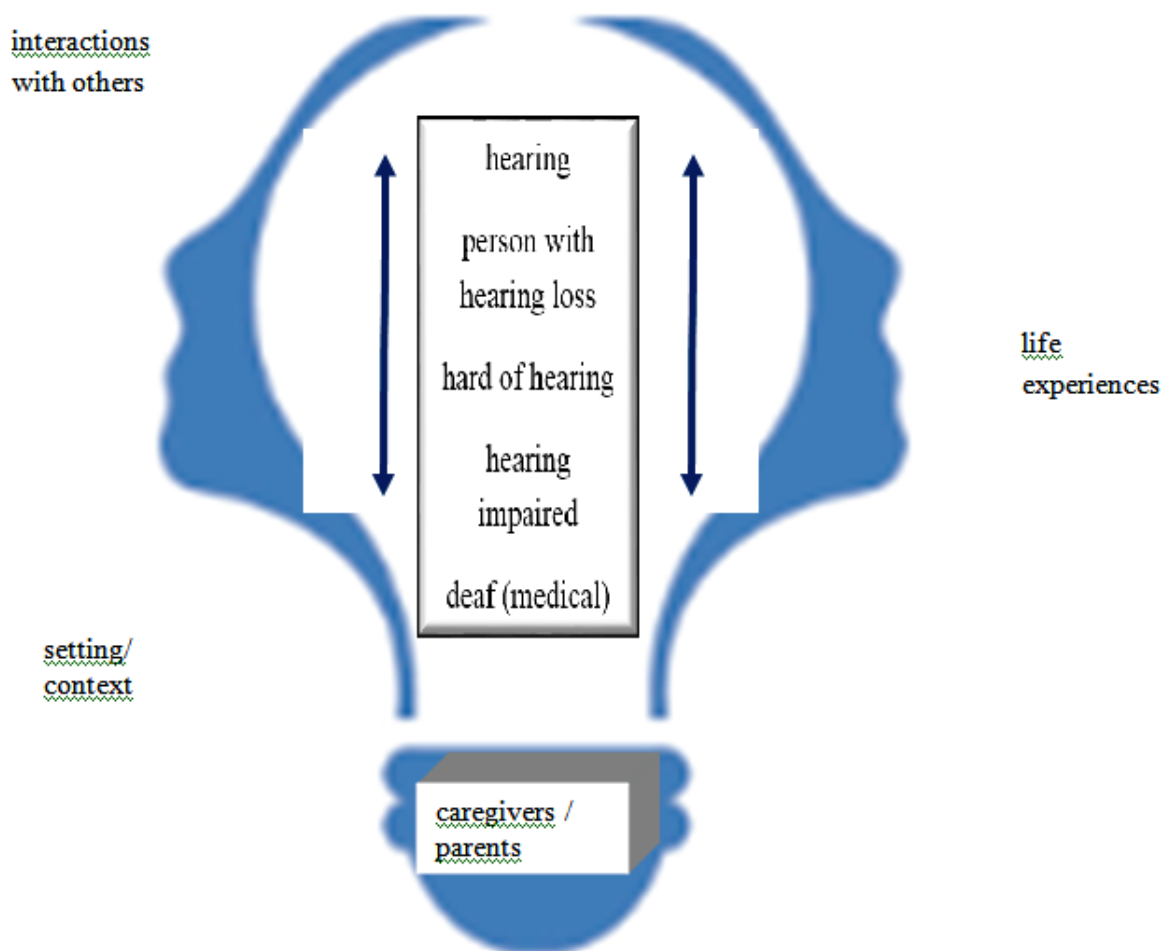 interactions
with others
hearing
person with
hearing loss
hard of hearing
hearing
impaired
deaf (medical)
life
experiences
setting/
context
caregivers /
parents